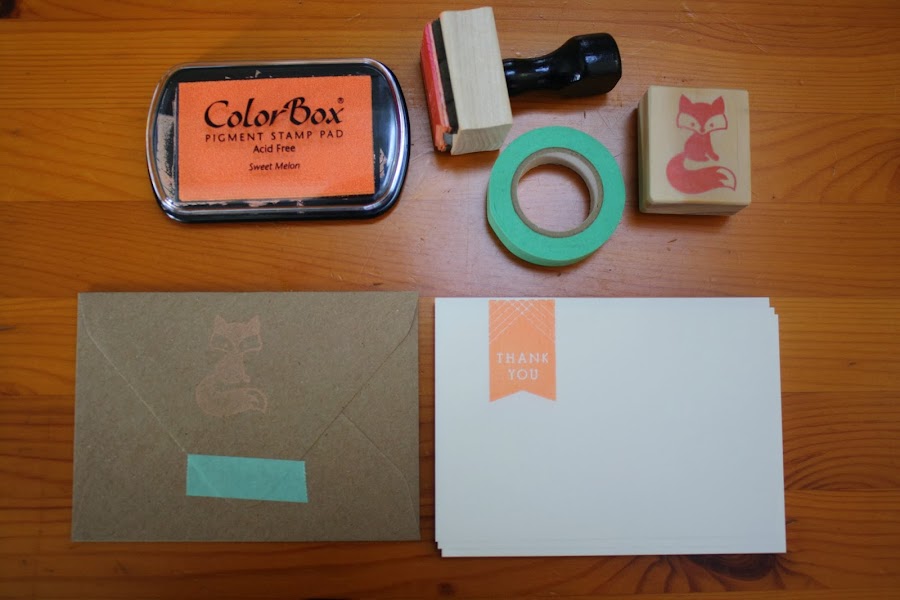 ColorBox®
PIGMENT STAMP PAD
Acid Free
Sweet Melon
THANK
YOU